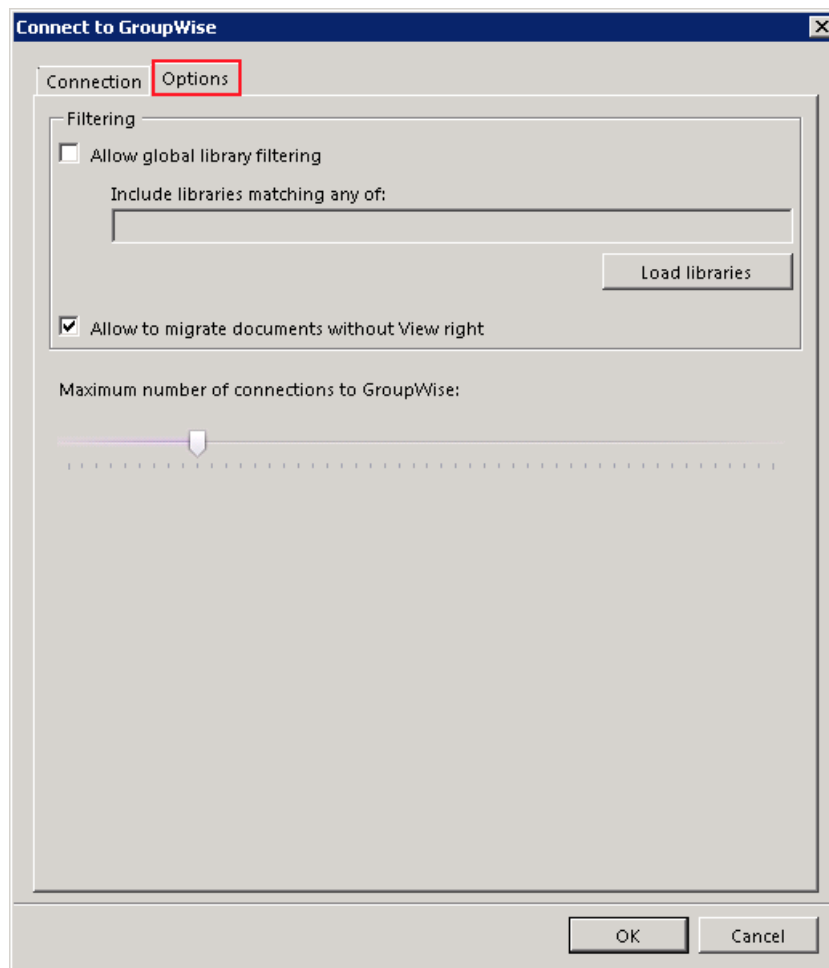 Connect to GroupWise
Connection
Options
Filtering
Allow global library filtering
Include libraries matching any of:
Load libraries
Allow to migrate documents without View right
Maximum number of connections to GroupWise:
OK
Cancel